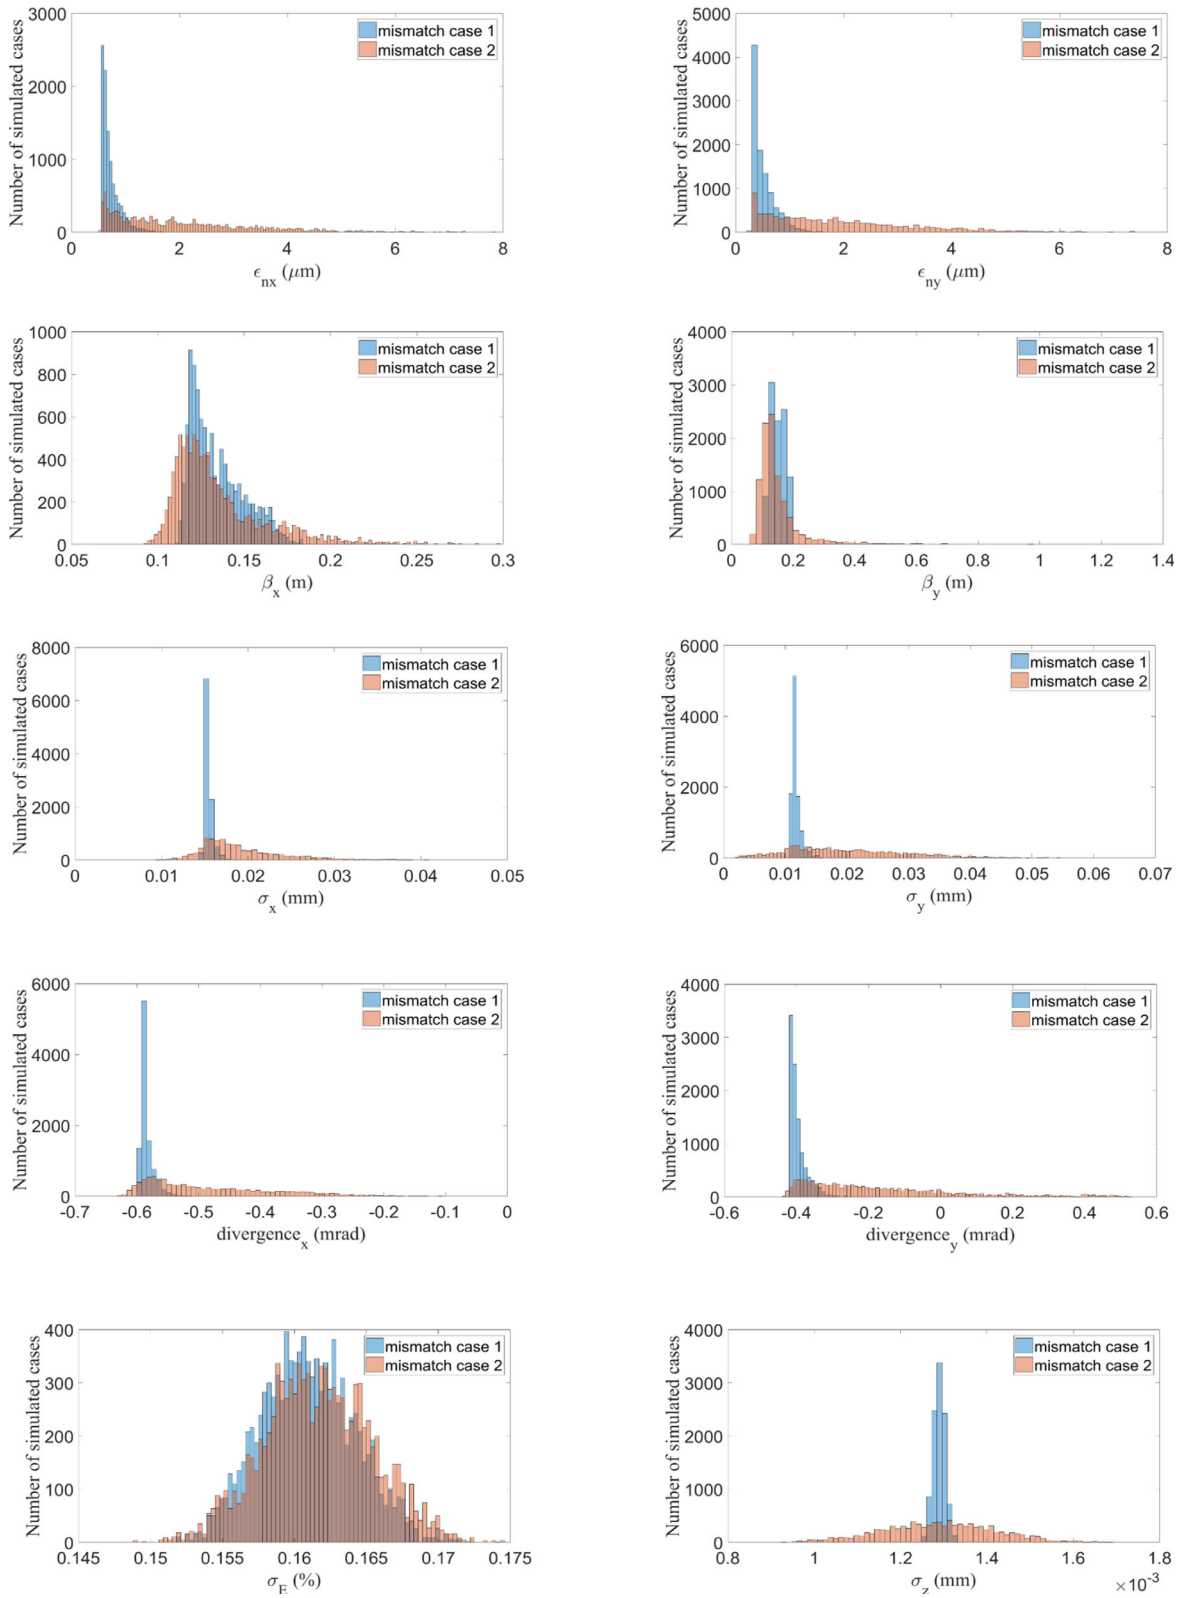 Number of simulated cases
3000
2000
1000
0
mismatch case 1
mismatch case 2
0 2 4 6 8
ϵnx (μm)
Number of simulated cases
5000
4000
3000
2000
1000
0
mismatch case 1
mismatch case 2
0 2 4 6 8
ϵny (μm)
Number of simulated cases
1000
800
600
400
200
0
mismatch case 1
mismatch case 2
0.05 0.1 0.15 0.2 0.25 0.3
βx (m)
Number of simulated cases
4000
3000
2000
1000
0
mismatch case 1
mismatch case 2
0 0.2 0.4 0.6 0.8 1 1.2 1.4
βy (m)
Number of simulated cases
8000
6000
4000
2000
0
mismatch case 1
mismatch case 2
0 0.01 0.02 0.03 0.04 0.05
σx (mm)
Number of simulated cases
6000
4000
2000
0
mismatch case 1
mismatch case 2
0 0.01 0.02 0.03 0.04 0.05 0.06 0.07
σy (mm)
Number of simulated cases
6000
4000
2000
0
mismatch case 1
mismatch case 2
-0.7 -0.6 -0.5 -0.4 -0.3 -0.2 -0.1 0
divergencex (mrad)
Number of simulated cases
4000
3000
2000
1000
0
mismatch case 1
mismatch case 2
-0.6 -0.4 -0.2 0 0.2 0.4 0.6
divergencey (mrad)
Number of simulated cases
400
300
200
100
0
mismatch case 1
mismatch case 2
0.145 0.15 0.155 0.16 0.165 0.17 0.175
σE (%)
Number of simulated cases
4000
3000
2000
1000
0
mismatch case 1
mismatch case 2
0.8 1 1.2 1.4 1.6 1.8
σz (mm)
×10-3